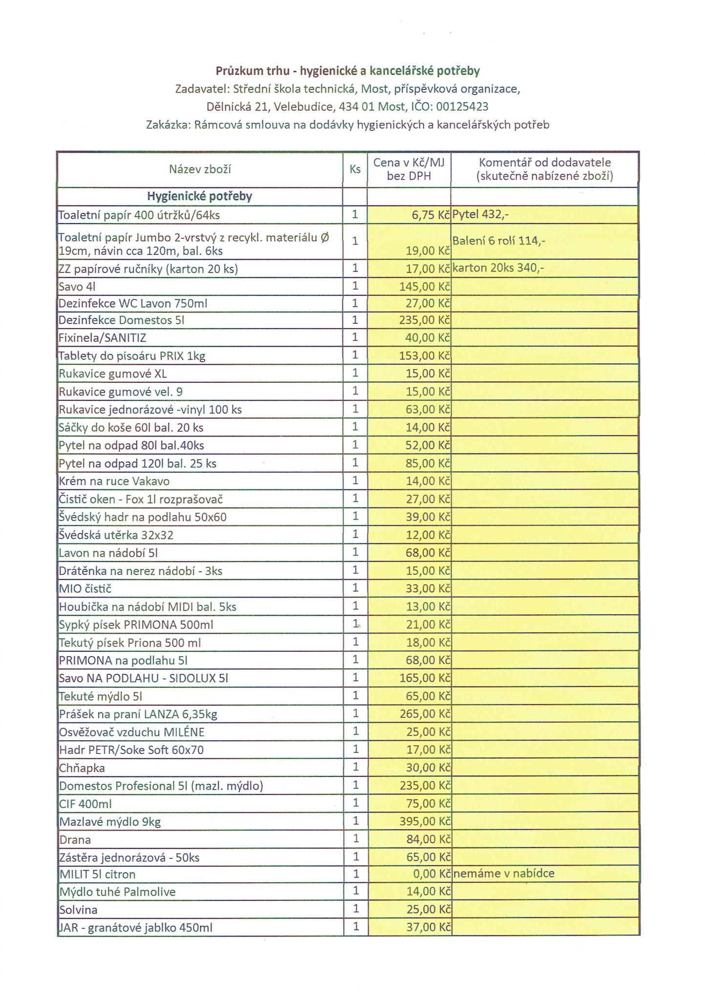 Průzkum trhu - hygienické a kancelářské potřeby
Zadavatel: Střední škola technická, Most, příspěvková organizace,
Dělnická 21, Velebudice, 434 01 Most, IČO: 00125423
Zakázka: Rámcová smlouva na dodávky hygienických a kancelářských potřeb
Název zboží Ks Cena v Kč/MJ bez DPH Komentář od dodavatele (skutečně nabízené zboží)
Hygienické potřeby
Toaletní papír 400 útržků/64ks 1 6,75 Kč Pytel 432,-
Toaletní papír Jumbo 2-vrstvý z recykl. materiálu Ø
19cm, návin cca 120m, bal. 6ks 1 19,00 Kč Balení 6 rolí 114,-
ZZ papírové ručníky (karton 20 ks) 1 17,00 Kč karton 20ks 340,-
Savo 4l 1 145,00 Kč
Dezinfekce WC Lavon 750ml 1 27,00 Kč
Dezinfekce Domestos 5l 1 235,00 Kč
Fixinela/SANITIZ 1 40,00 Kč
Tablety do pisoáru PRIX 1kg 1 153,00 Kč
Rukavice gumové XL 1 15,00 Kč
Rukavice gumové vel. 9 1 15,00 Kč
Rukavice jednorázové -vinyl 100 ks 1 63,00 Kč
Sáčky do koše 60l bal. 20 ks 1 14,00 Kč
Pytel na odpad 80l bal.40ks 1 52,00 Kč
Pytel na odpad 120l bal. 25 ks 1 85,00 Kč
Krém na ruce Vakavo 1 14,00 Kč
Čistič oken - Fox 1l rozprašovač 1 27,00 Kč
Švédský hadr na podlahu 50x60 1 39,00 Kč
Švédská utěrka 32x32 1 12,00 Kč
Lavon na nádobí 5l 1 68,00 Kč
Drátěnka na nerez nádobí - 3ks 1 15,00 Kč
MIO čistič 1 33,00 Kč
Houbička na nádobí MIDI bal. 5ks 1 13,00 Kč
Sypký písek PRIMONA 500ml 1 21,00 Kč
Tekutý písek Priona 500 ml 1 18,00 Kč
PRIMONA na podlahu 5l 1 68,00 Kč
Savo NA PODLAHU - SIDOLUX 5l 1 165,00 Kč
Tekuté mýdlo 5l 1 65,00 Kč
Prášek na praní LANZA 6,35kg 1 265,00 Kč
Osvěžovač vzduchu MILÉNE 1 25,00 Kč
Hadr PETR/Soke Soft 60x70 1 17,00 Kč
Chňapka 1 30,00 Kč
Domestos Profesional 5l (mazl. mýdlo) 1 235,00 Kč
CIF 400ml 1 75,00 Kč
Mazlavé mýdlo 9kg 1 395,00 Kč
Drana 1 84,00 Kč
Zástěra jednorázová - 50ks 1 65,00 Kč
MILIT 5l citron 1 0,00 Kč nemáme v nabídce
Mýdlo tuhé Palmolive 1 14,00 Kč
Solvina 1 25,00 Kč
JAR - granátové jablko 450ml 1 37,00 Kč